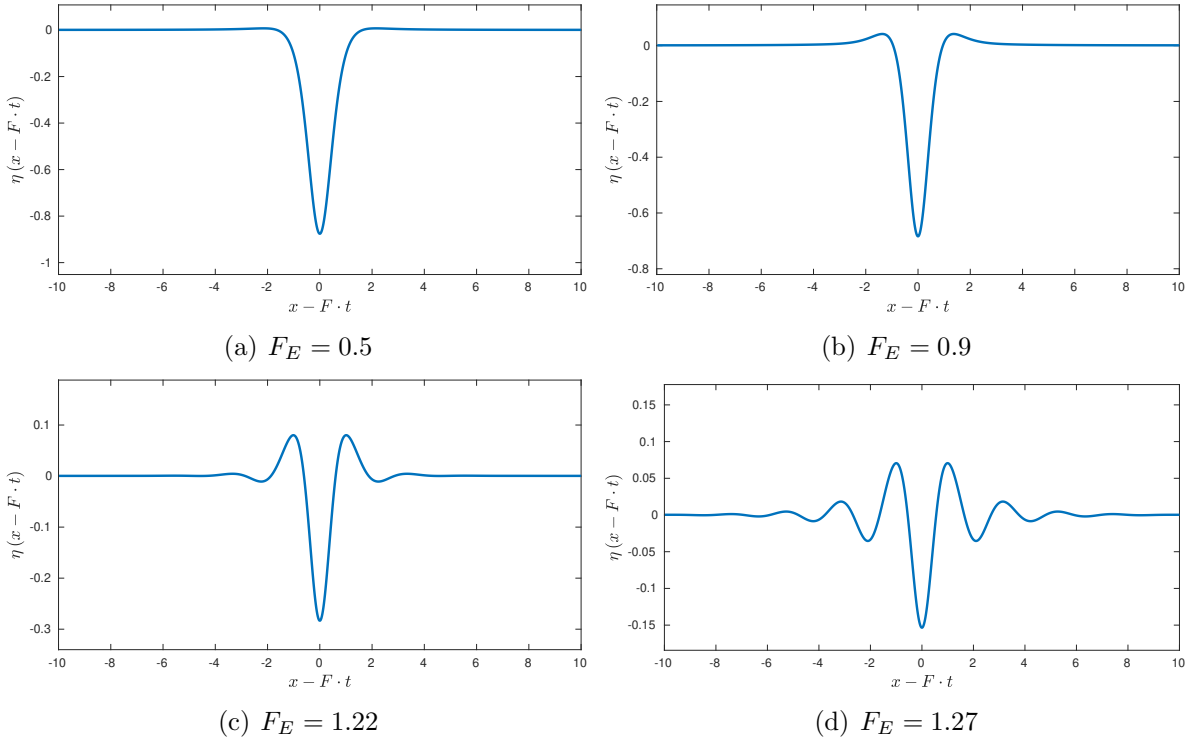 0
-0.2
-0.4
-0.6
-0.8
-1
η (x − F · t)
-10 -8 -6 -4 -2 0 2 4 6 8 10
x − F · t
(a) F_E = 0.5
0
-0.2
-0.4
-0.6
-0.8
η (x − F · t)
-10 -8 -6 -4 -2 0 2 4 6 8 10
x − F · t
(b) F_E = 0.9
0.1
0
-0.1
-0.2
-0.3
η (x − F · t)
-10 -8 -6 -4 -2 0 2 4 6 8 10
x − F · t
(c) F_E = 1.22
0.15
0.1
0.05
0
-0.05
-0.1
-0.15
η (x − F · t)
-10 -8 -6 -4 -2 0 2 4 6 8 10
x − F · t
(d) F_E = 1.27